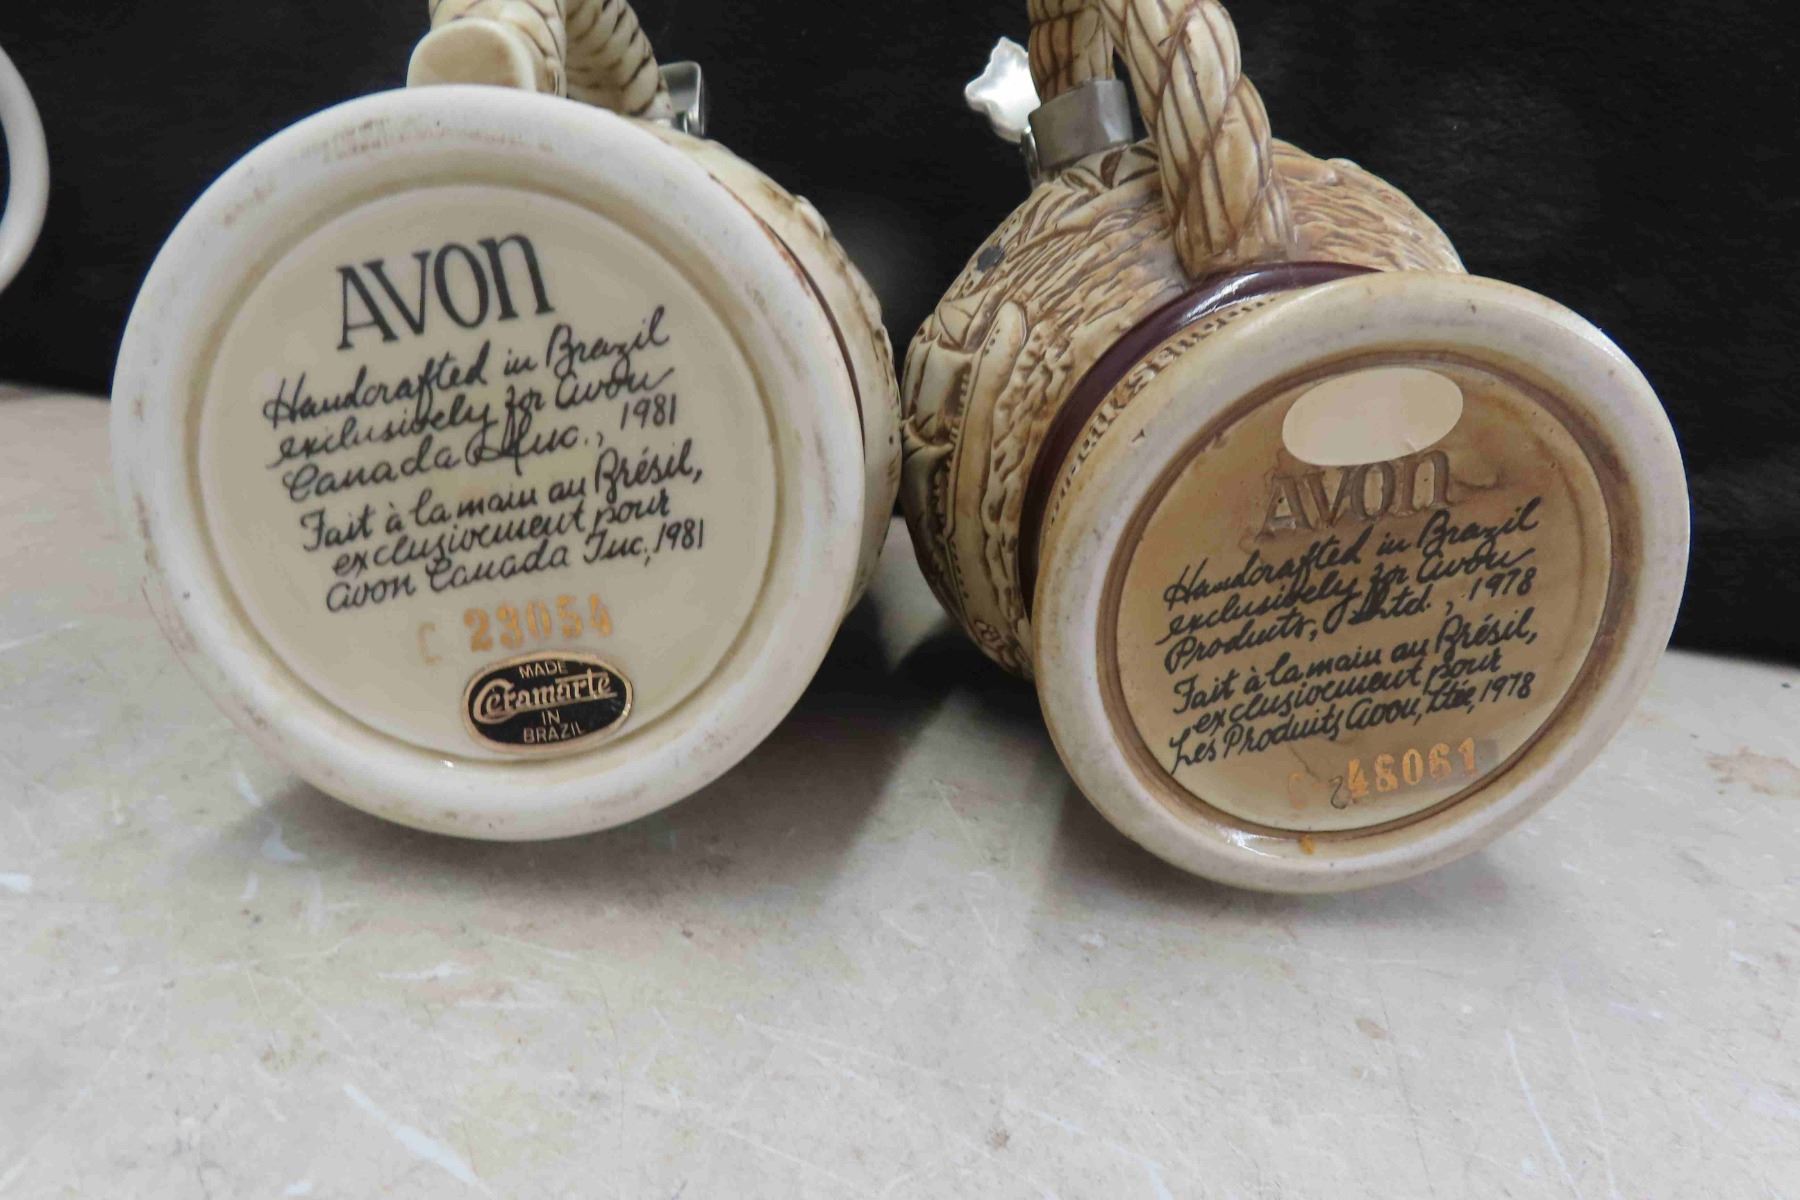 AVON
Handcrafted in Brazil
exclusively for Avon
Canada Inc., 1981
Fait à la main au Brésil,
exclusivement pour
Avon Canada Inc., 1981
C 23054
MADE
Ceramarte
IN
BRAZIL
AVON
Handcrafted in Brazil
exclusively for Avon
Products, Ltd., 1978
Fait à la main au Brésil,
exclusivement pour
Les Produits Avon, Ltée, 1978
C 248061